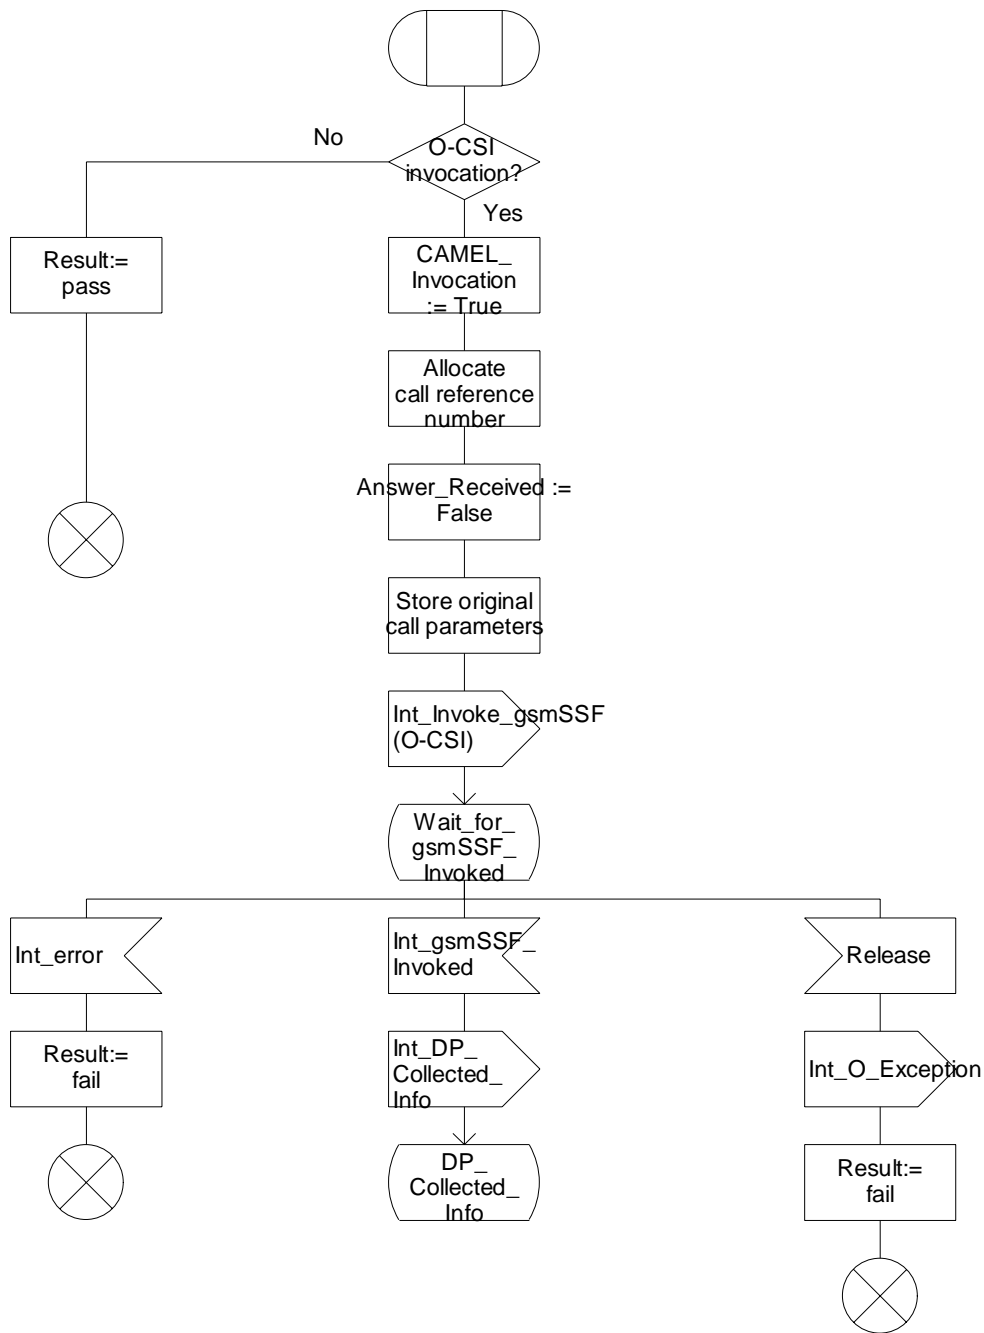 O-CSI
invocation?
No
Yes
Result:=
pass
CAMEL_
Invocation
:= True
Allocate
call reference
number
Answer_Received :=
False
Store original
call parameters
Int_Invoke_gsmSSF
(O-CSI)
Wait_for_
gsmSSF_
Invoked
Int_error
Int_gsmSSF_
Invoked
Release
Result:=
fail
Int_DP_
Collected_
Info
Int_O_Exception
DP_
Collected_
Info
Result:=
fail